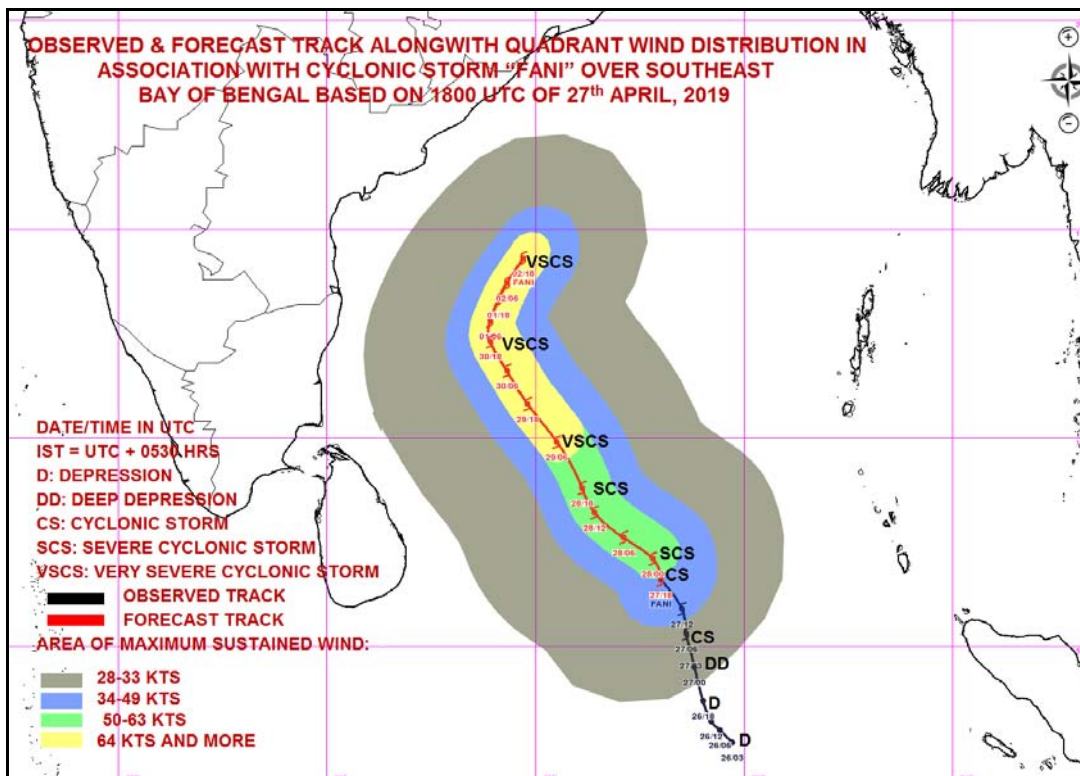 OBSERVED & FORECAST TRACK ALONGWITH QUADRANT WIND DISTRIBUTION IN
ASSOCIATION WITH CYCLONIC STORM “FANI” OVER SOUTHEAST
BAY OF BENGAL BASED ON 1800 UTC OF 27th APRIL, 2019
+
−
VSCS
02/18
FANI
02/06
01/18
01/06
VSCS
30/18
30/06
29/18
VSCS
29/06
SCS
28/18
28/12
28/06
SCS
28/00
CS
27/18
FANI
27/12
CS
27/06
27/03
DD
27/00
D
26/18
26/12
D
26/06
26/03
DATE/TIME IN UTC
IST = UTC + 0530 HRS
D: DEPRESSION
DD: DEEP DEPRESSION
CS: CYCLONIC STORM
SCS: SEVERE CYCLONIC STORM
VSCS: VERY SEVERE CYCLONIC STORM
OBSERVED TRACK
FORECAST TRACK
AREA OF MAXIMUM SUSTAINED WIND:
28-33 KTS
34-49 KTS
50-63 KTS
64 KTS AND MORE